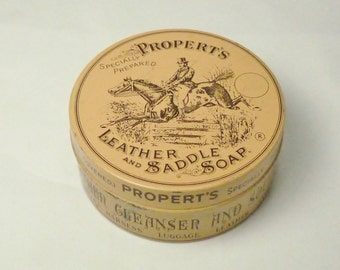 PROPERT'S
SPECIALLY
PREPARED
LEATHER
AND SADDLE
SOAP
®
PROPERT'S
CLEANSER AND
LUGGAGE